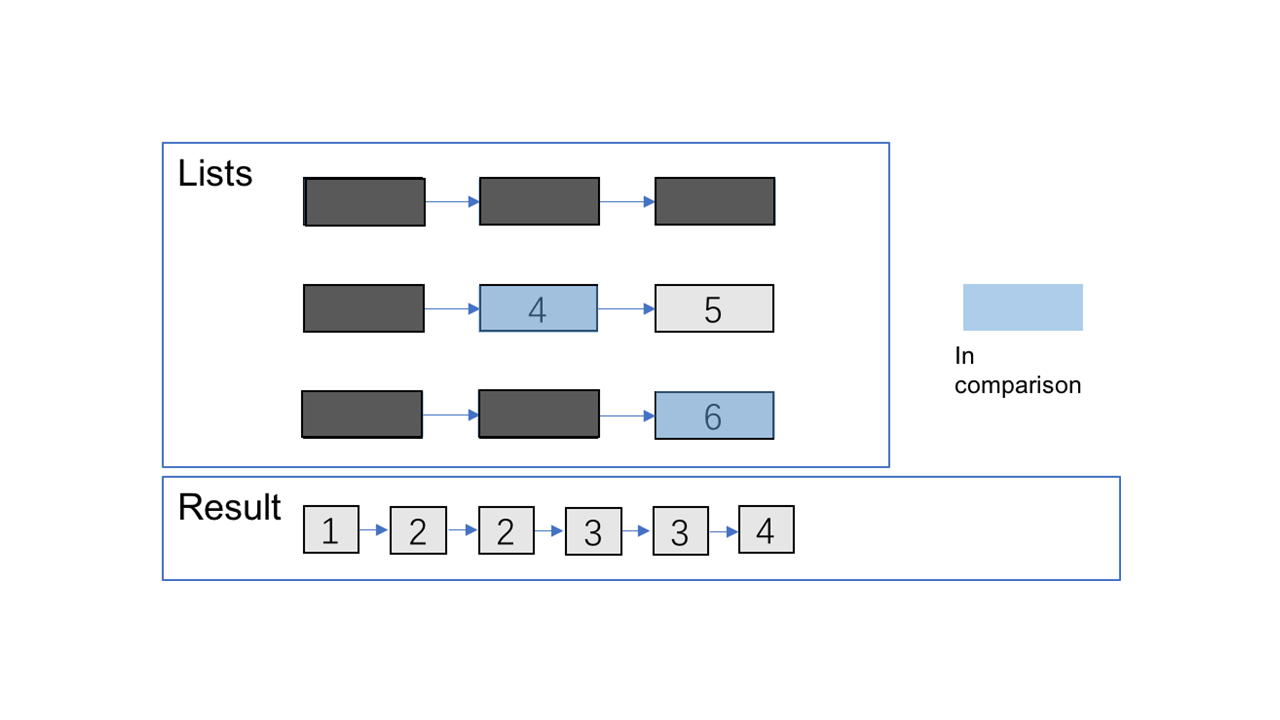 Lists
4 5
In
comparison
6
Result
1 2 2 3 3 4